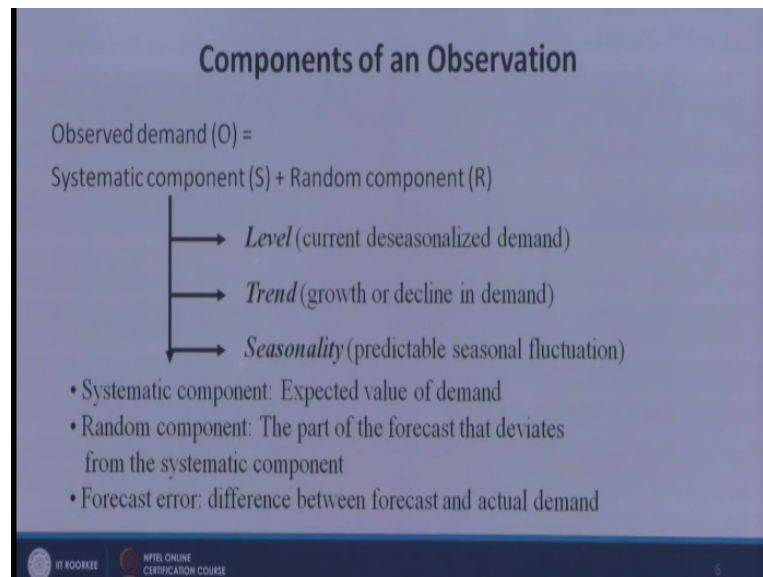 Components of an Observation
Observed demand (O) =
Systematic component (S) + Random component (R)
Level (current deseasonalized demand)
Trend (growth or decline in demand)
Seasonality (predictable seasonal fluctuation)
• Systematic component: Expected value of demand
• Random component: The part of the forecast that deviates
from the systematic component
• Forecast error: difference between forecast and actual demand
IIT ROORKEE
NPTEL ONLINE
CERTIFICATION COURSE
6